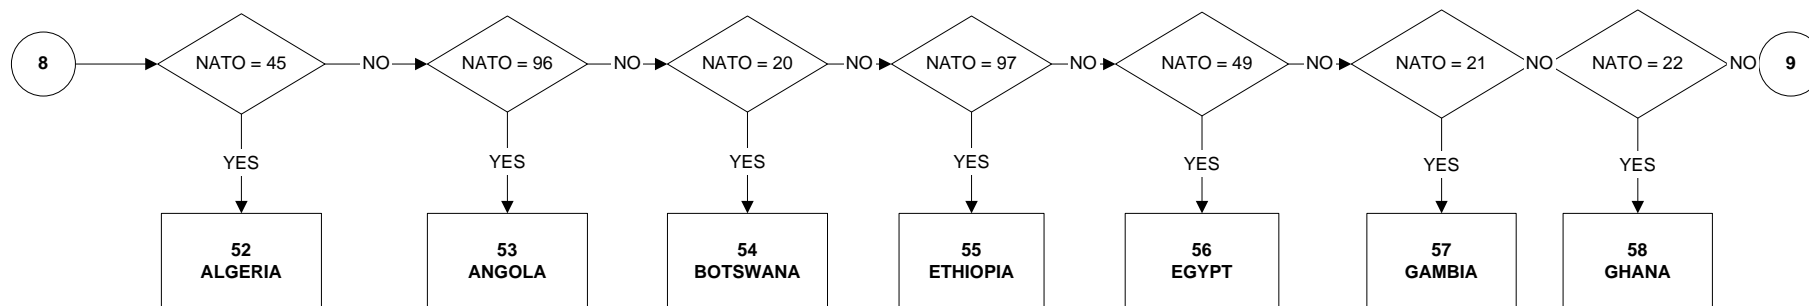 8
NATO = 45
NO
NATO = 96
NO
NATO = 20
NO
NATO = 97
NO
NATO = 49
NO
NATO = 21
NO
NATO = 22
NO
9
YES
YES
YES
YES
YES
YES
YES
52
ALGERIA
53
ANGOLA
54
BOTSWANA
55
ETHIOPIA
56
EGYPT
57
GAMBIA
58
GHANA